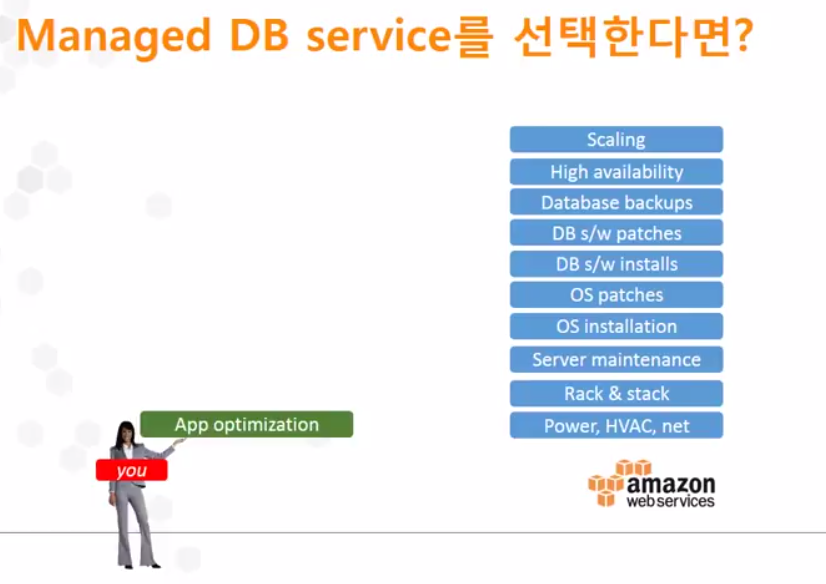 Managed DB service를 선택한다면?
Scaling
High availability
Database backups
DB s/w patches
DB s/w installs
OS patches
OS installation
Server maintenance
Rack & stack
Power, HVAC, net
App optimization
you
amazon
web services